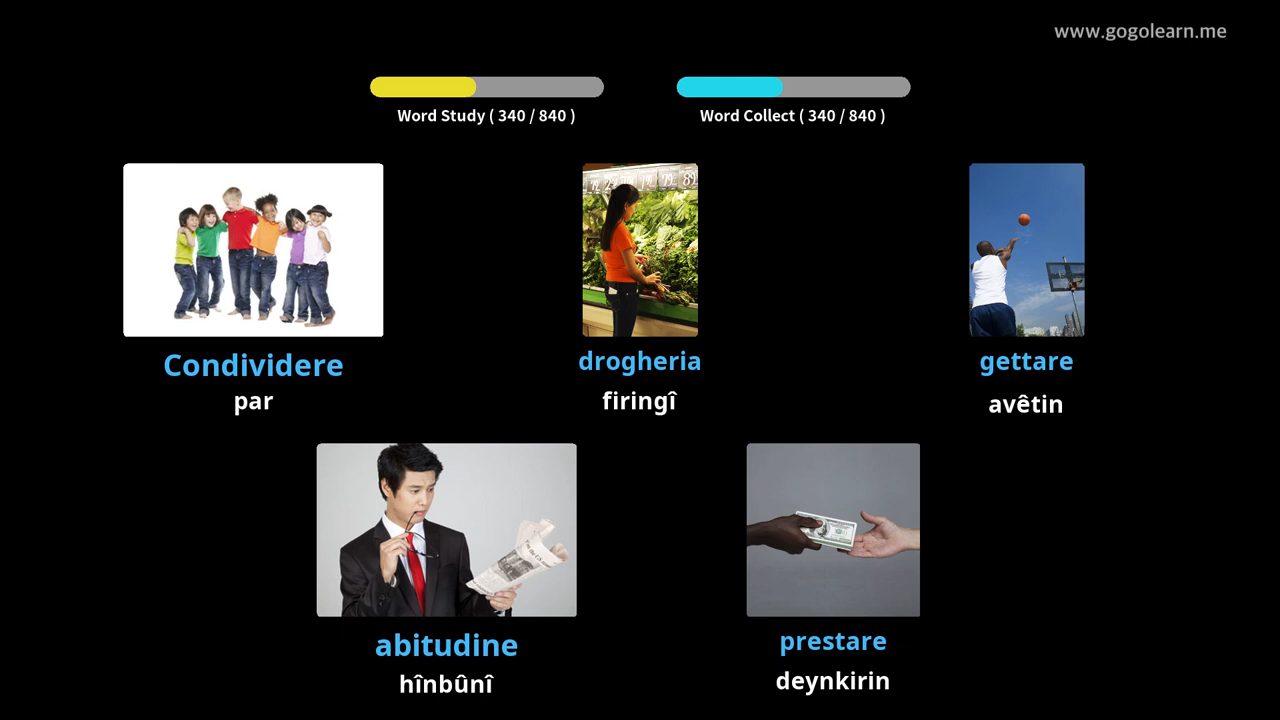 www.gogolearn.me
Word Study ( 340 / 840 )
Word Collect ( 340 / 840 )
Condividere
par
drogheria
firingî
gettare
avêtin
abitudine
hînbûnî
prestare
deynkirin